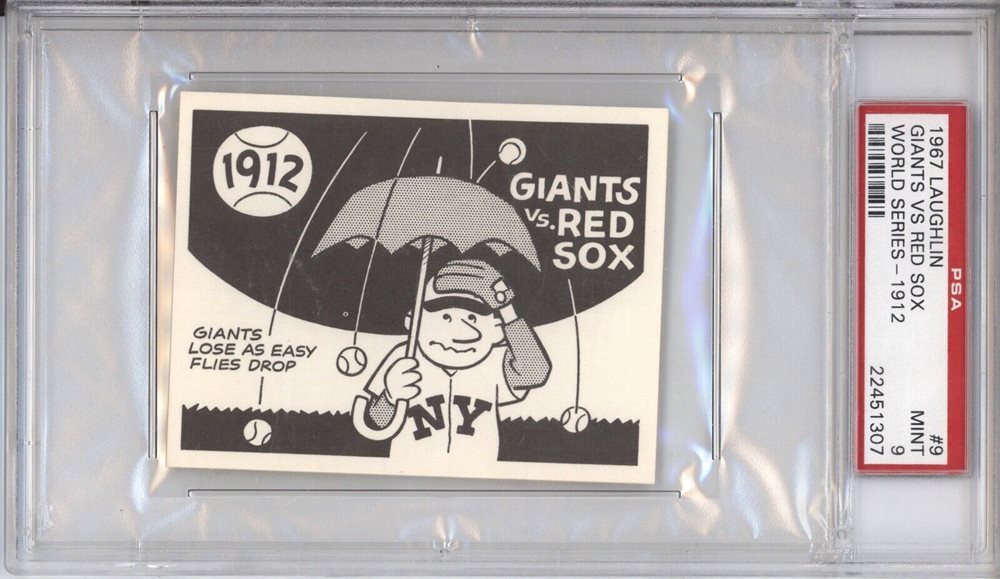 1912
GIANTS
VS. RED
SOX
GIANTS
LOSE AS EASY
FLIES DROP
NY
1967 LAUGHLIN
GIANTS VS RED SOX
WORLD SERIES - 1912
#9
MINT 9
22451307
PSA